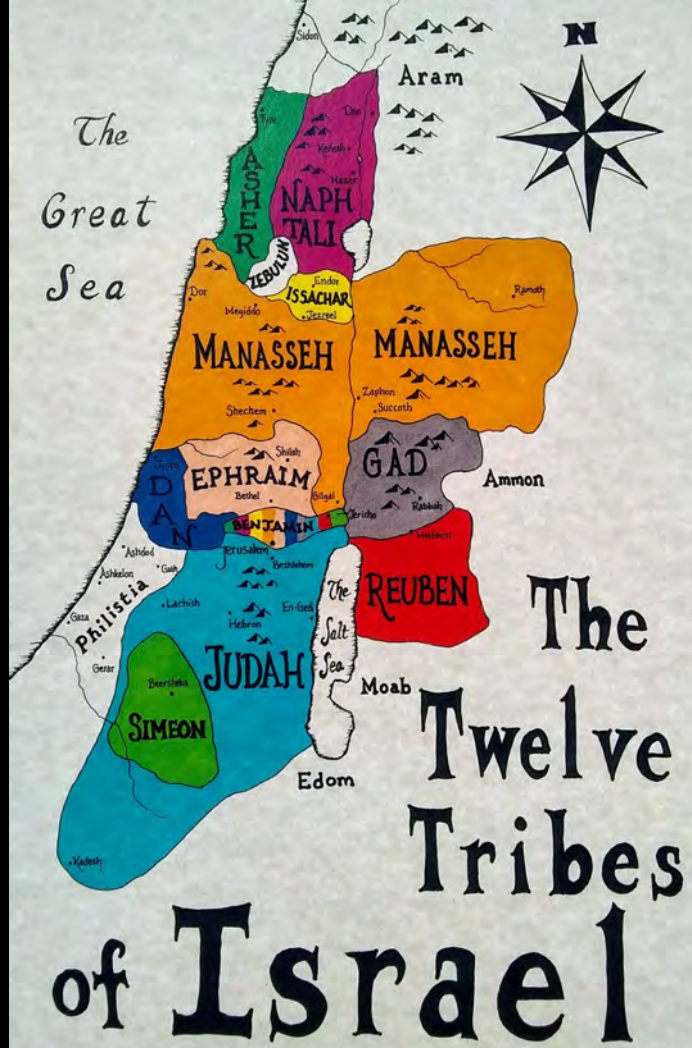 N
Sidon
Aram
The
Great
Sea
Tyre
Dan
Kedesh
Hazor
ASHER
NAPH
TALI
ZEBULUN
Endor
ISSACHAR
Jezreel
Dor
Megiddo
Ramoth
MANASSEH
MANASSEH
Zaphon
Succoth
Shechem
Shiloh
EPHRAIM
Bethel
Gilgal
GAD
Rabbah
Ammon
DAN
BENJAMIN
Jericho
Heshbon
Jerusalem
Bethlehem
Ashdod
Gath
Ashkelon
Philistia
Gaza
Gerar
Lachish
Hebron
En-Gedi
The
Salt
Sea
REUBEN
JUDAH
Moab
Beersheba
SIMEON
Edom
Kadesh
The
Twelve
Tribes
of Israel